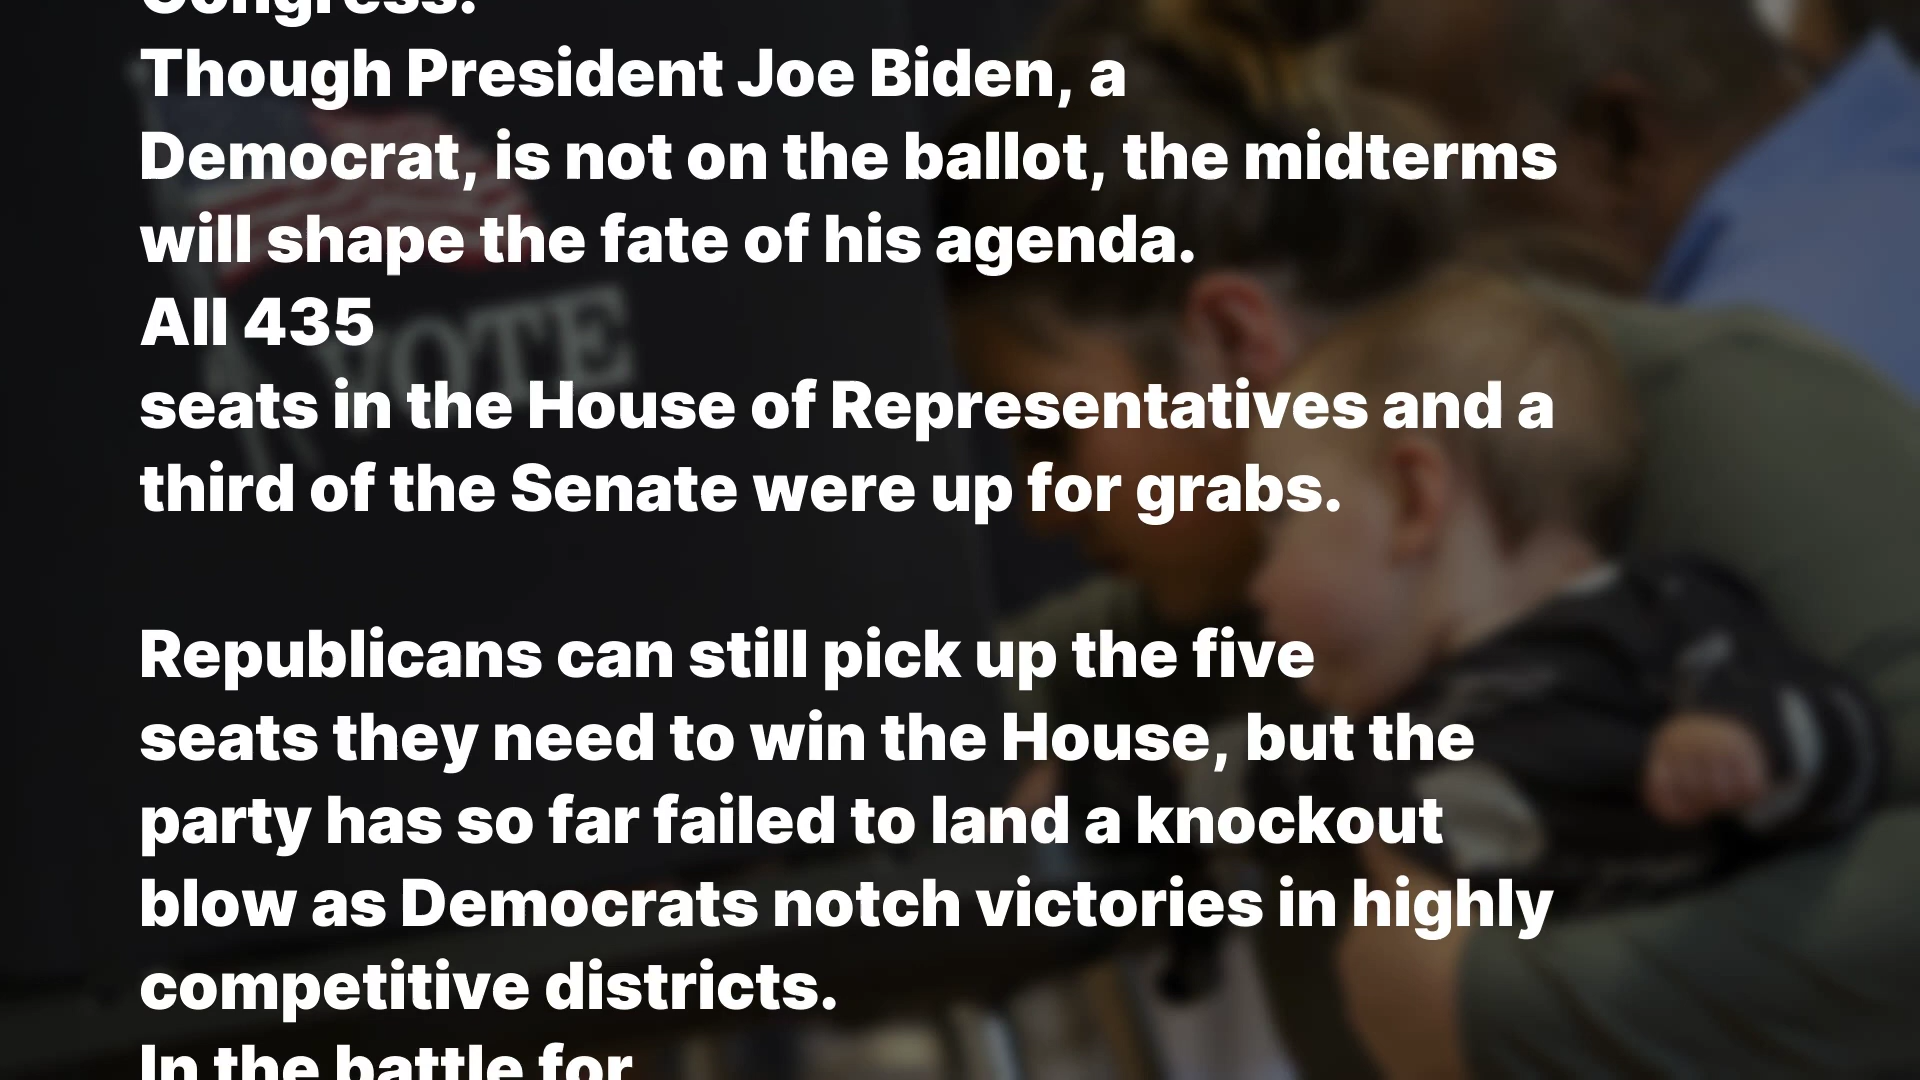 Congress.
Though President Joe Biden, a
Democrat, is not on the ballot, the midterms
will shape the fate of his agenda.
All 435
VOTE
seats in the House of Representatives and a
third of the Senate were up for grabs.
Republicans can still pick up the five
seats they need to win the House, but the
party has so far failed to land a knockout
blow as Democrats notch victories in highly
competitive districts.
In the battle for